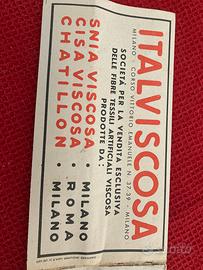 ITALVISCOSA
MILANO - CORSO VITTORIO EMANUELE N. 37-39 - MILANO
SOCIETÀ PER LA VENDITA ESCLUSIVA
DELLE FIBRE TESSILI ARTIFICIALI VISCOSA
PRODOTTE DA:
SNIA VISCOSA • MILANO
CISA VISCOSA • ROMA
CHATILLON • MILANO